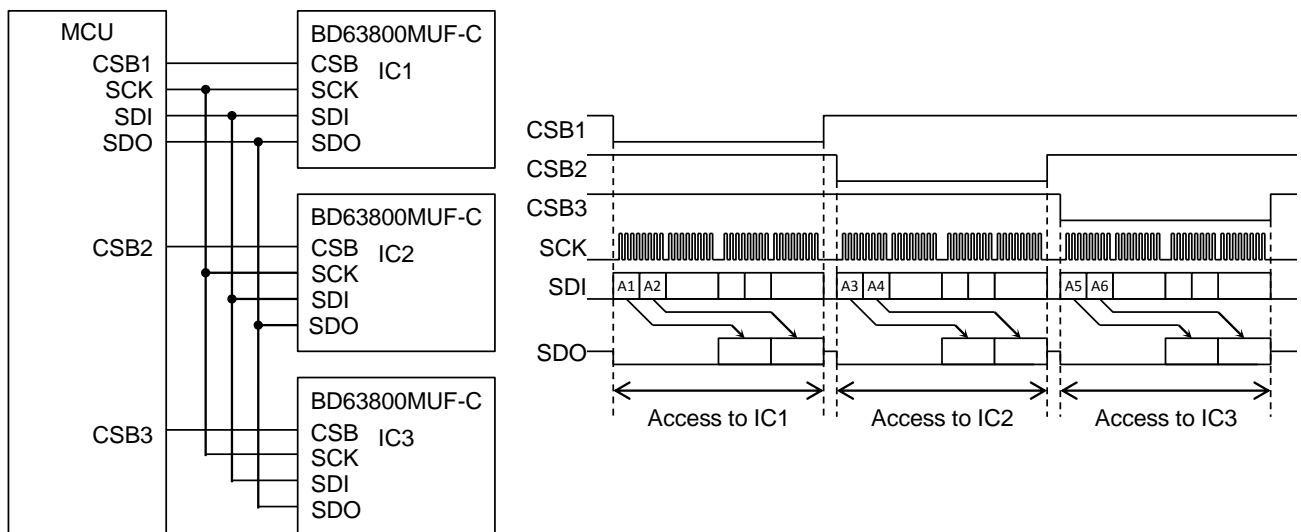 MCU
CSB1
SCK
SDI
SDO
CSB2
CSB3
BD63800MUF-C
CSB IC1
SCK
SDI
SDO
BD63800MUF-C
CSB IC2
SCK
SDI
SDO
BD63800MUF-C
CSB IC3
SCK
SDI
SDO
CSB1
CSB2
CSB3
SCK
SDI A1 A2 A3 A4 A5 A6
SDO
Access to IC1 Access to IC2 Access to IC3